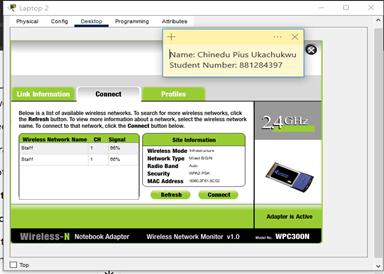 Laptop 2
Physical Config Desktop Programming Attributes
Name: Chinedu Pius Ukachukwu
Student Number: 881284397
Link Information Connect Profiles
Below is a list of available wireless networks. To search for more wireless networks, click
the Refresh button. To view more information about a network, select the wireless network
name. To connect to that network, click the Connect button below.
2.4GHz
Wireless Network Name CH Signal
Staff 1 66%
Staff 1 66%
Site Information
Wireless Mode Infrastructure
Network Type Mixed B/G/N
Radio Band Auto
Security WPA2-PSK
MAC Address
Refresh Connect
Adapter is Active
Wireless-N Notebook Adapter Wireless Network Monitor v1.0 Model No. WPC300N
Top